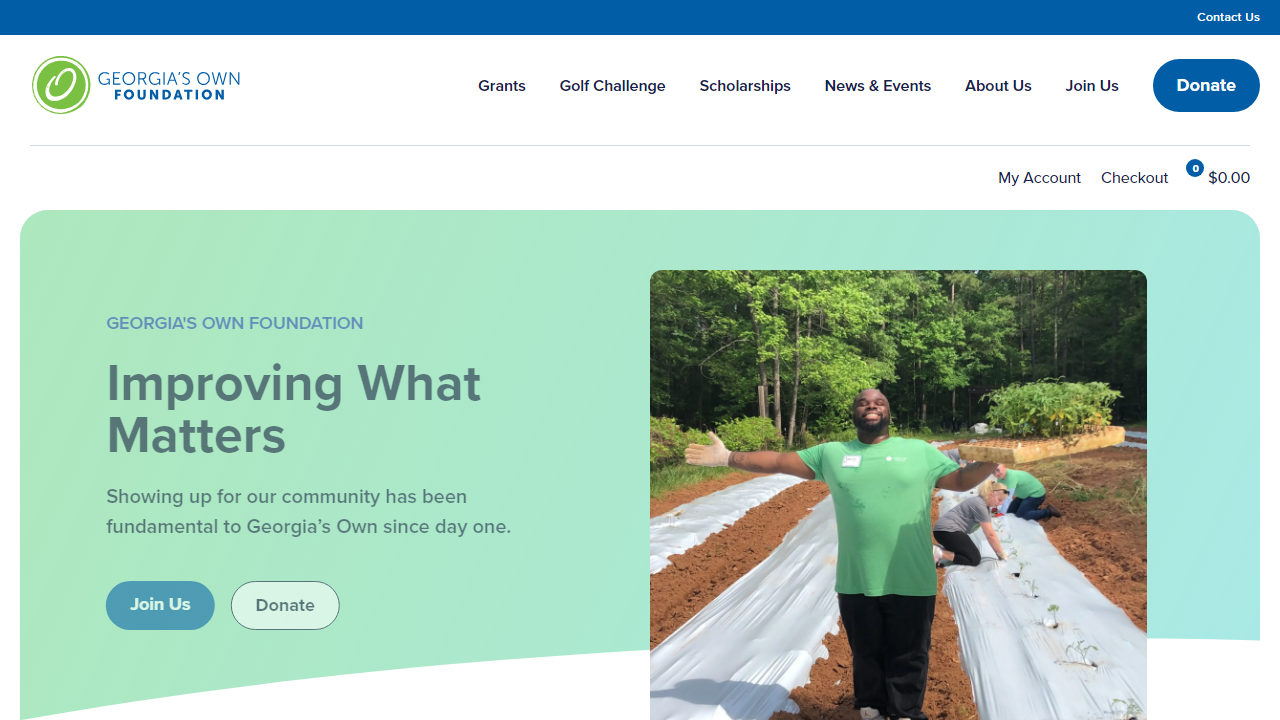 Contact Us
GEORGIA'S OWN
FOUNDATION
Grants
Golf Challenge
Scholarships
News & Events
About Us
Join Us
Donate
My Account
Checkout
0
$0.00
GEORGIA'S OWN FOUNDATION
Improving What
Matters
Showing up for our community has been
fundamental to Georgia’s Own since day one.
Join Us
Donate